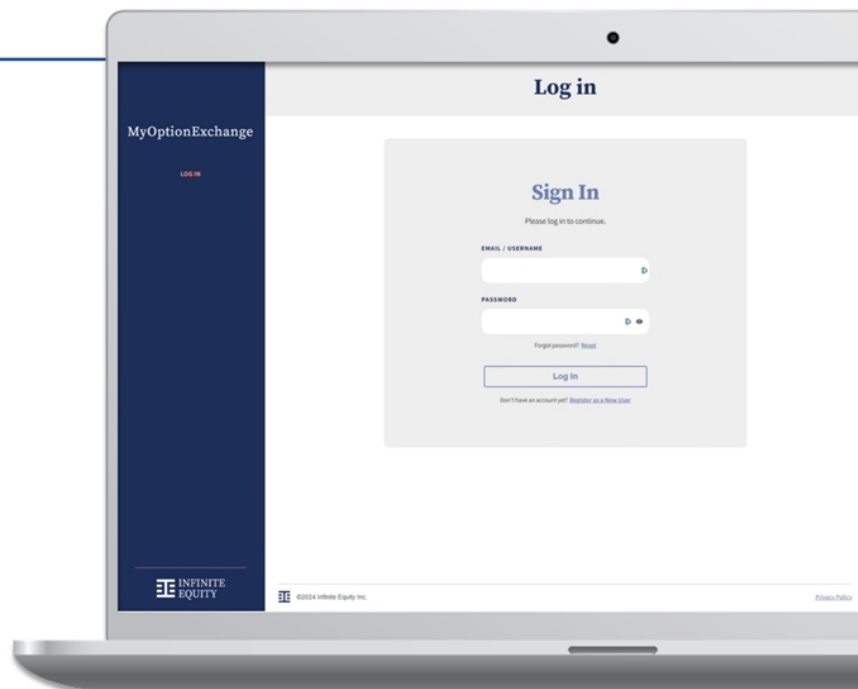 Log in
MyOptionExchange
LOG IN
Sign In
Please log in to continue.
EMAIL / USERNAME
PASSWORD
Forgot password? Reset
Log In
Don't have an account yet? Register as a New User
INFINITE
EQUITY
©2024 Infinite Equity Inc.
Privacy Policy